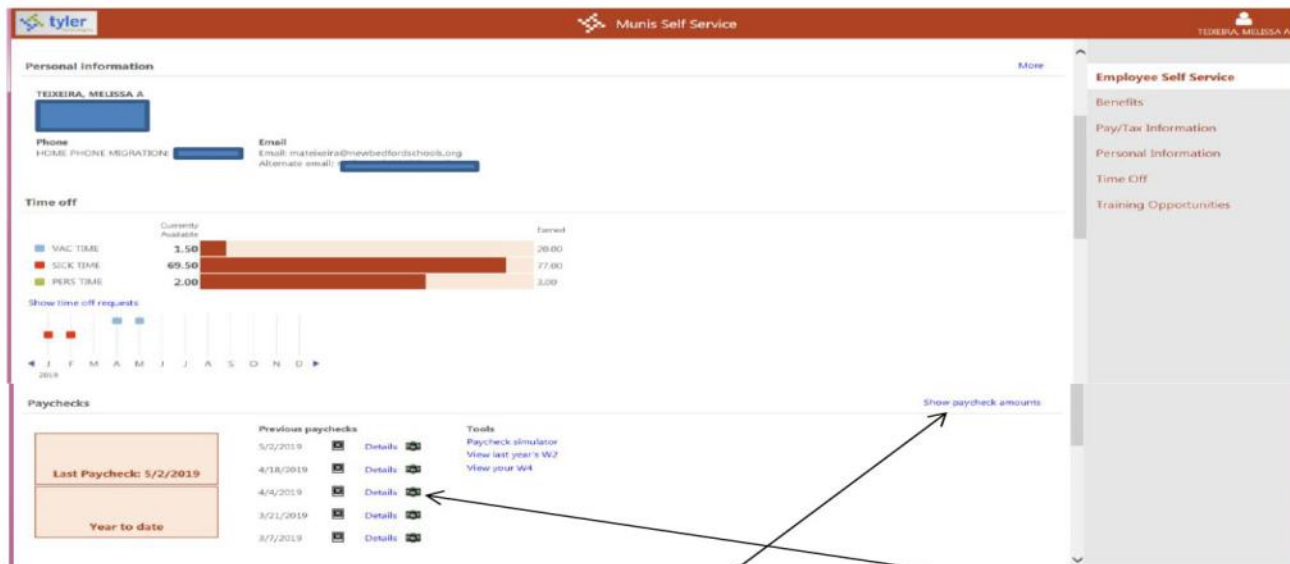 tyler
Munis Self Service
TEIXEIRA, MELISSA A
Personal Information
More
TEIXEIRA, MELISSA A
Phone
HOME PHONE MIGRATION:
Email
Email: mateixeira@newbedfordschools.org
Alternate email:
Time off
Currently Available
Earned
VAC TIME 1.50 20.00
SICK TIME 69.50 77.00
PERS TIME 2.00 3.00
Show time off requests
J F M A M J J A S O N D
2019
Paychecks
Show paycheck amounts
Last Paycheck: 5/2/2019
Year to date
Previous paychecks
5/2/2019 Details
4/18/2019 Details
4/4/2019 Details
3/21/2019 Details
3/7/2019 Details
Tools
Paycheck simulator
View last year's W2
View your W4
Employee Self Service
Benefits
Pay/Tax Information
Personal Information
Time Off
Training Opportunities